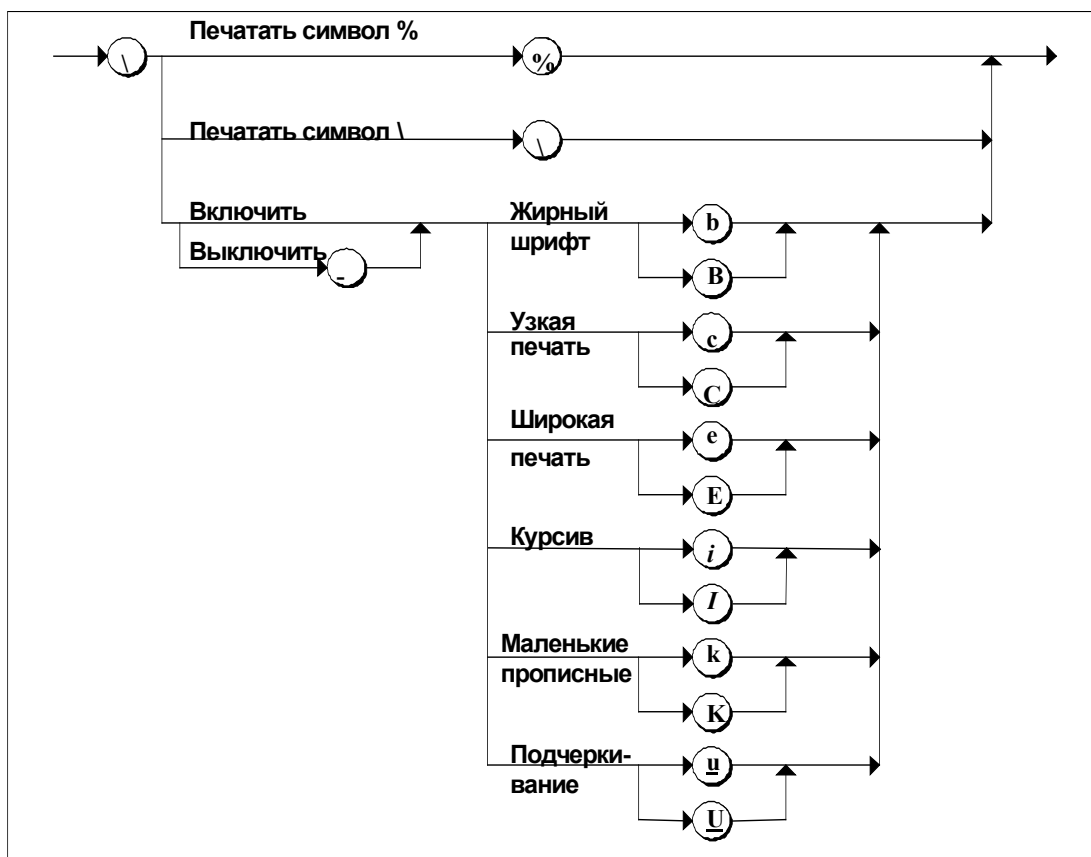 Печатать символ %
\
%
Печатать символ \
\
Включить
Выключить
-
Жирный
шрифт
b
B
Узкая
печать
c
C
Широкая
печать
e
E
Курсив
i
I
Маленькие
прописные
k
K
Подчерки-
вание
u
U